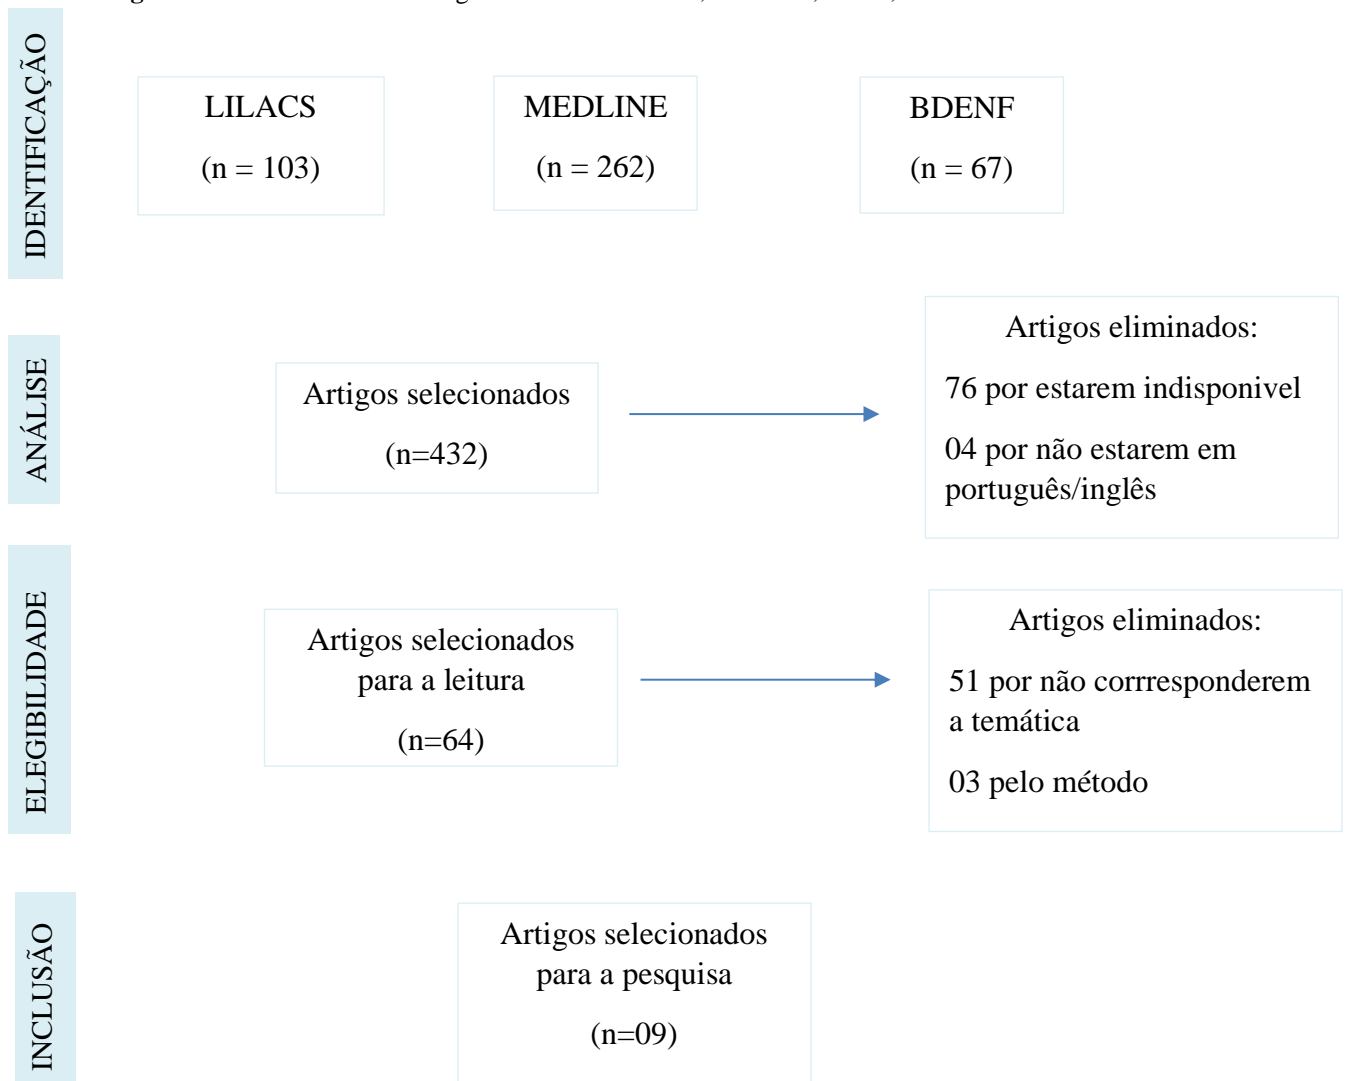 IDENTIFICAÇÃO
LILACS
(n = 103)
MEDLINE
(n = 262)
BDENF
(n = 67)
ANÁLISE
Artigos selecionados
(n=432)
Artigos eliminados:
76 por estarem indisponivel
04 por não estarem em
português/inglês
ELEGIBILIDADE
Artigos selecionados
para a leitura
(n=64)
Artigos eliminados:
51 por não corrresponderem
a temática
03 pelo método
INCLUSÃO
Artigos selecionados
para a pesquisa
(n=09)